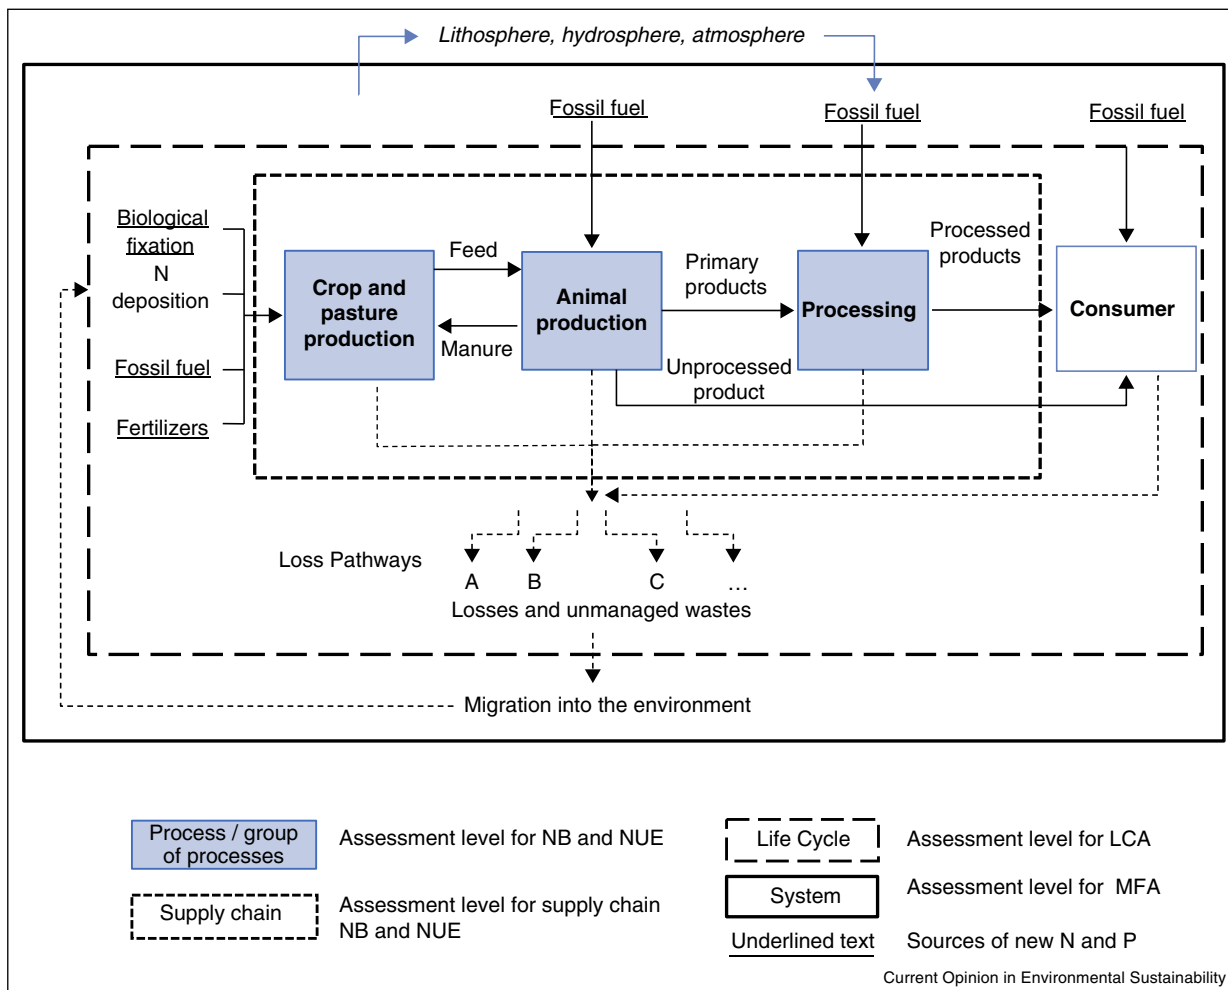 Lithosphere, hydrosphere, atmosphere
Fossil fuel
Fossil fuel
Fossil fuel
Biological
fixation
N
deposition
Fossil fuel
Fertilizers
Crop and
pasture
production
Feed
Manure
Animal
production
Primary
products
Unprocessed
product
Processing
Processed
products
Consumer
Loss Pathways
A
B
C
...
Losses and unmanaged wastes
Migration into the environment
Process / group
of processes
Assessment level for NB and NUE
Supply chain
Assessment level for supply chain
NB and NUE
Life Cycle
Assessment level for LCA
System
Assessment level for MFA
Underlined text
Sources of new N and P
Current Opinion in Environmental Sustainability